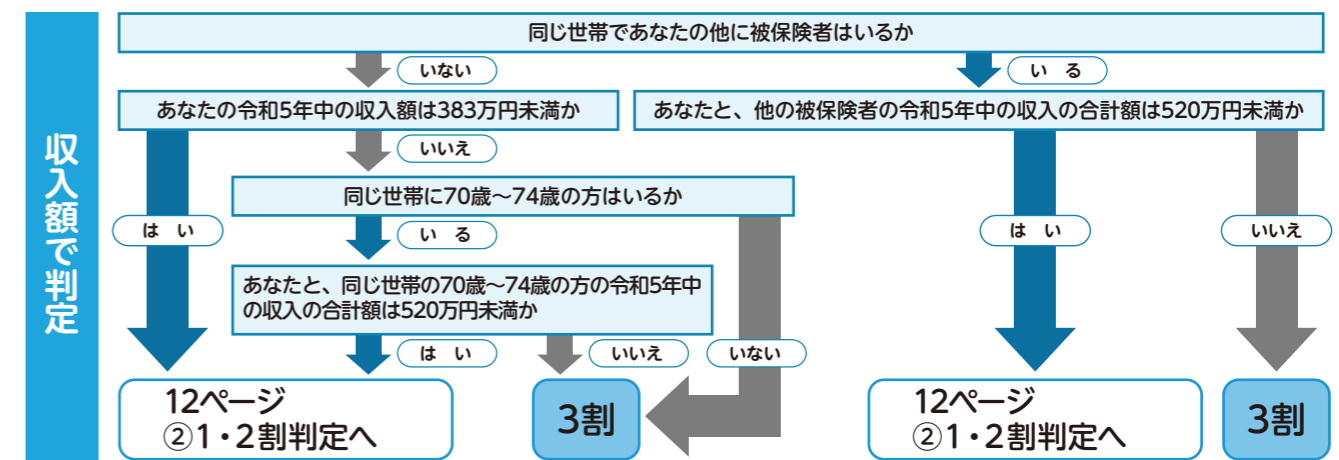 収入額で判定
同じ世帯であなたの他に被保険者はいるか
いない
い る
あなたの令和5年中の収入額は383万円未満か
あなたと、他の被保険者の令和5年中の収入の合計額は520万円未満か
いいえ
同じ世帯に70歳～74歳の方はいるか
は い
い る
は い
いいえ
あなたと、同じ世帯の70歳～74歳の方の令和5年中
の収入の合計額は520万円未満か
は い
いいえ
いない
12ページ
②1・2割判定へ
3割
12ページ
②1・2割判定へ
3割